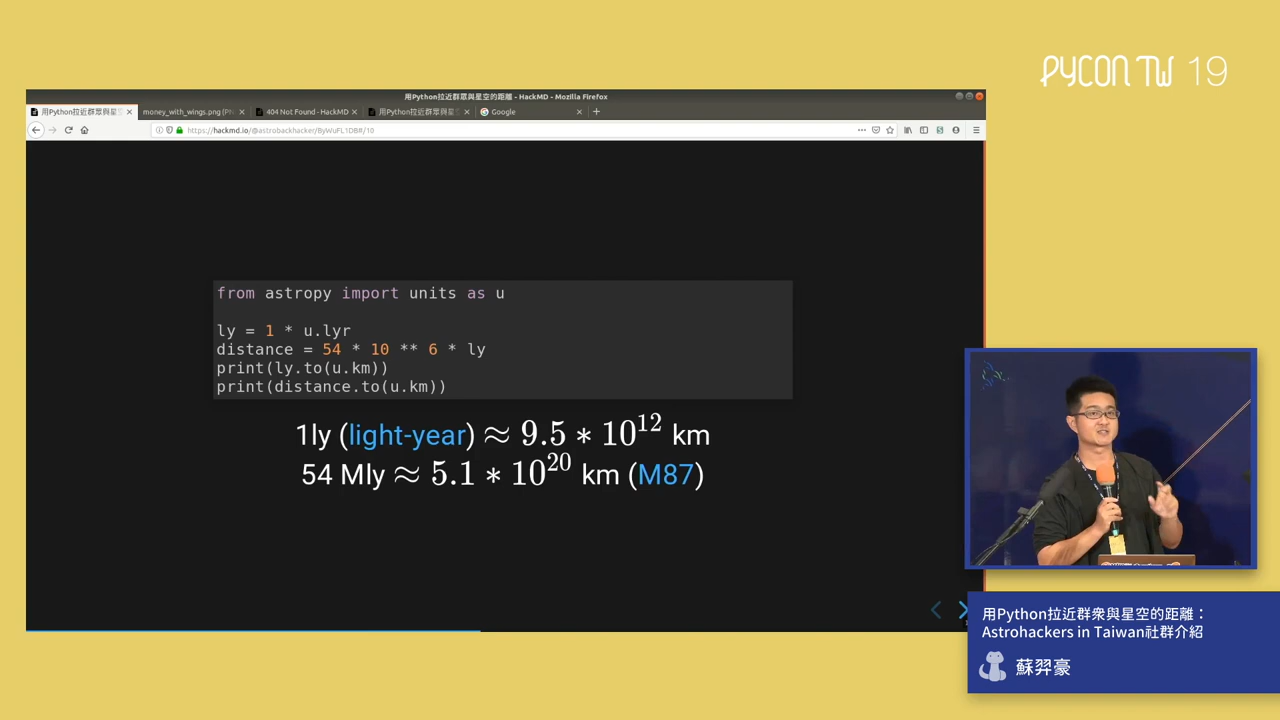 PYCON TW 19
用Python拉近群眾與星空的距離 - HackMD - Mozilla Firefox
用Python拉近群眾與星空
money_with_wings.png (PN
404 Not Found - HackMD
用Python拉近群眾與星空
Google
https://hackmd.io/@astrobackhacker/ByWuFL1DBR/10
from astropy import units as u
ly = 1 * u.lyr
distance = 54 * 10 ** 6 * ly
print(ly.to(u.km))
print(distance.to(u.km))
1ly (light-year) ≈ 9.5 ∗ 10^12 km
54 Mly ≈ 5.1 ∗ 10^20 km (M87)
用Python拉近群衆與星空的距離：
Astrohackers in Taiwan社群介紹
蘇羿豪